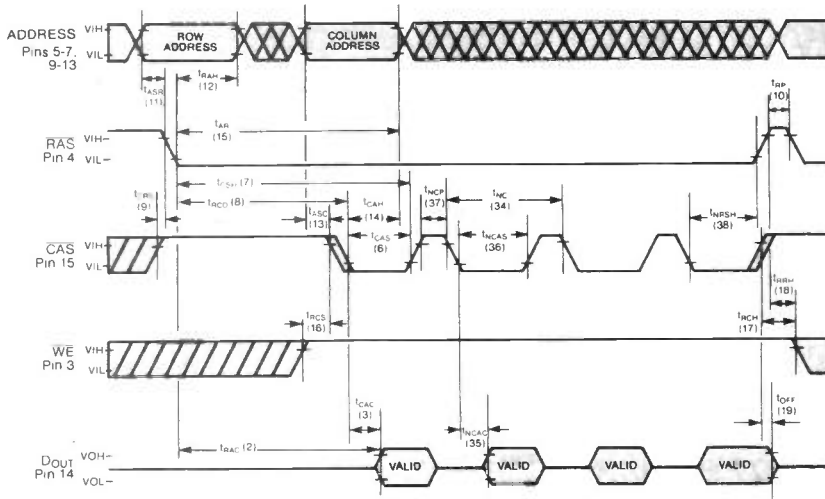 ADDRESS
Pins 5-7,
9-13
VIH
VIL
ROW
ADDRESS
COLUMN
ADDRESS
tASR
(11)
tRAH
(12)
tAR
(15)
tRP
(10)
RAS
Pin 4
VIH
VIL
tCSH (7)
tRCD (8)
tCRS
(9)
tASC
(13)
tCAH
(14)
tCAS
(6)
tNCP
(37)
tNC
(34)
tNCAS
(36)
tNRSH
(38)
CAS
Pin 15
VIH
VIL
tRRH
(18)
tRCH
(17)
tRCS
(16)
WE
Pin 3
VIH
VIL
tCAC
(3)
tNCAC
(35)
tOFF
(19)
tRAC (2)
DOUT
Pin 14
VOH
VOL
VALID
VALID
VALID
VALID